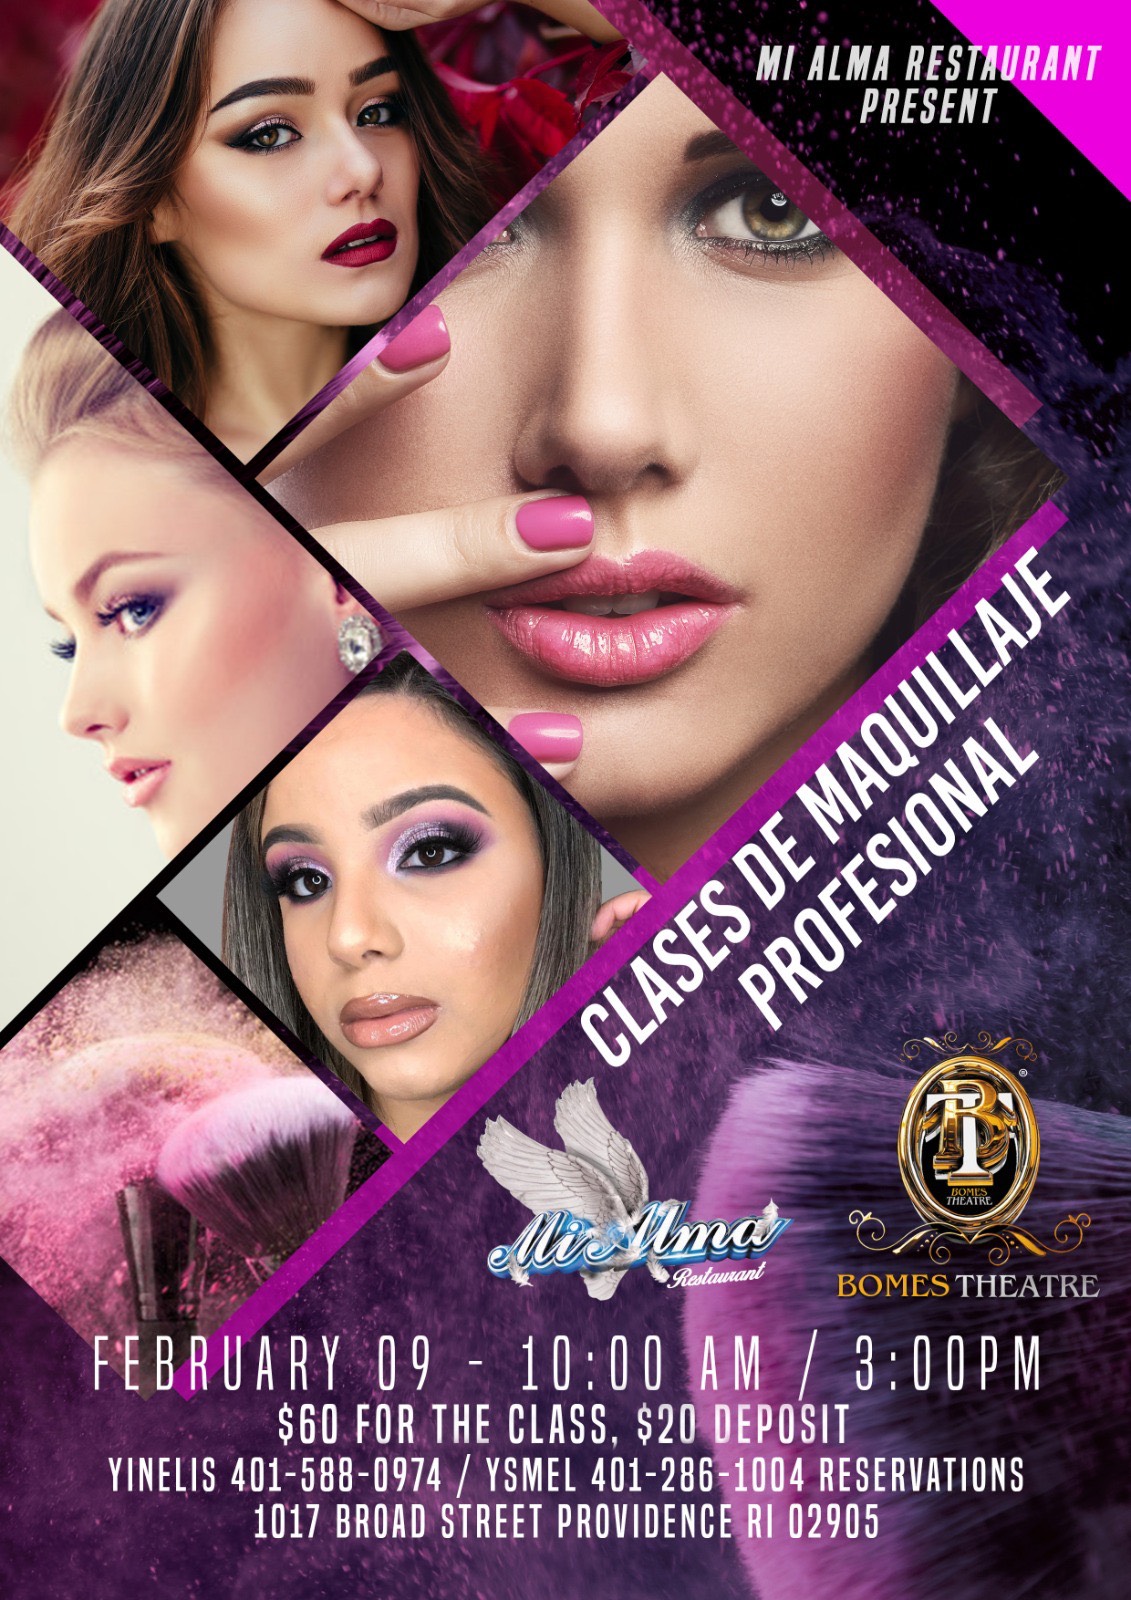 MI ALMA RESTAURANT
PRESENT
CLASES DE MAQUILLAJE
PROFESIONAL
Mi Alma
Restaurant
BT
®
BOMES
THEATRE
BOMES THEATRE
FEBRUARY 09 - 10:00 AM / 3:00PM
$60 FOR THE CLASS, $20 DEPOSIT
YINELIS 401-588-0974 / YSMEL 401-286-1004 RESERVATIONS
1017 BROAD STREET PROVIDENCE RI 02905